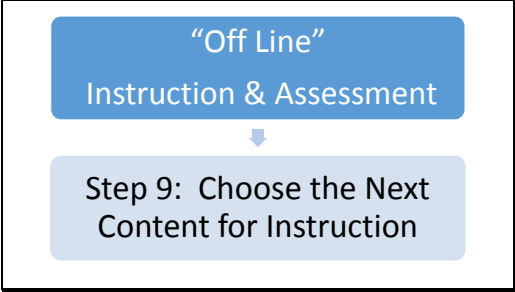 “Off Line”
Instruction & Assessment
Step 9:  Choose the Next
Content for Instruction